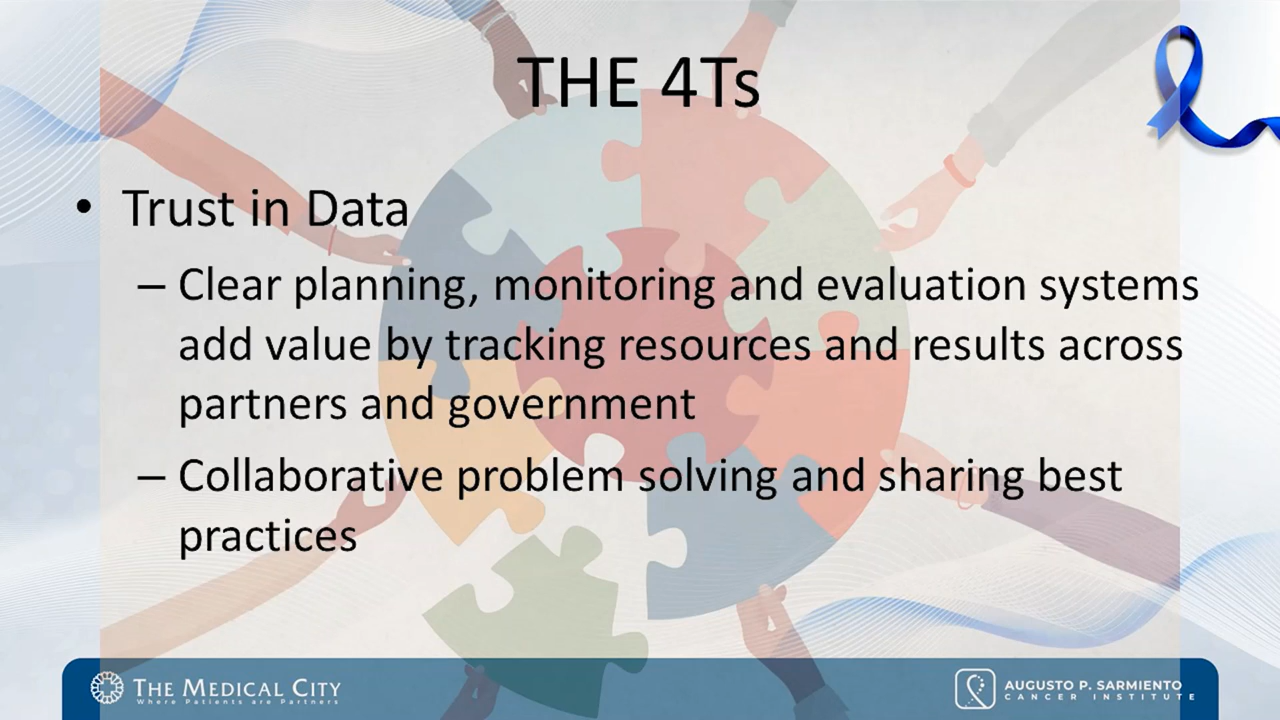 THE 4Ts
• Trust in Data
– Clear planning, monitoring and evaluation systems
add value by tracking resources and results across
partners and government
– Collaborative problem solving and sharing best
practices
THE MEDICAL CITY
Where Patients are Partners
AUGUSTO P. SARMIENTO
CANCER INSTITUTE